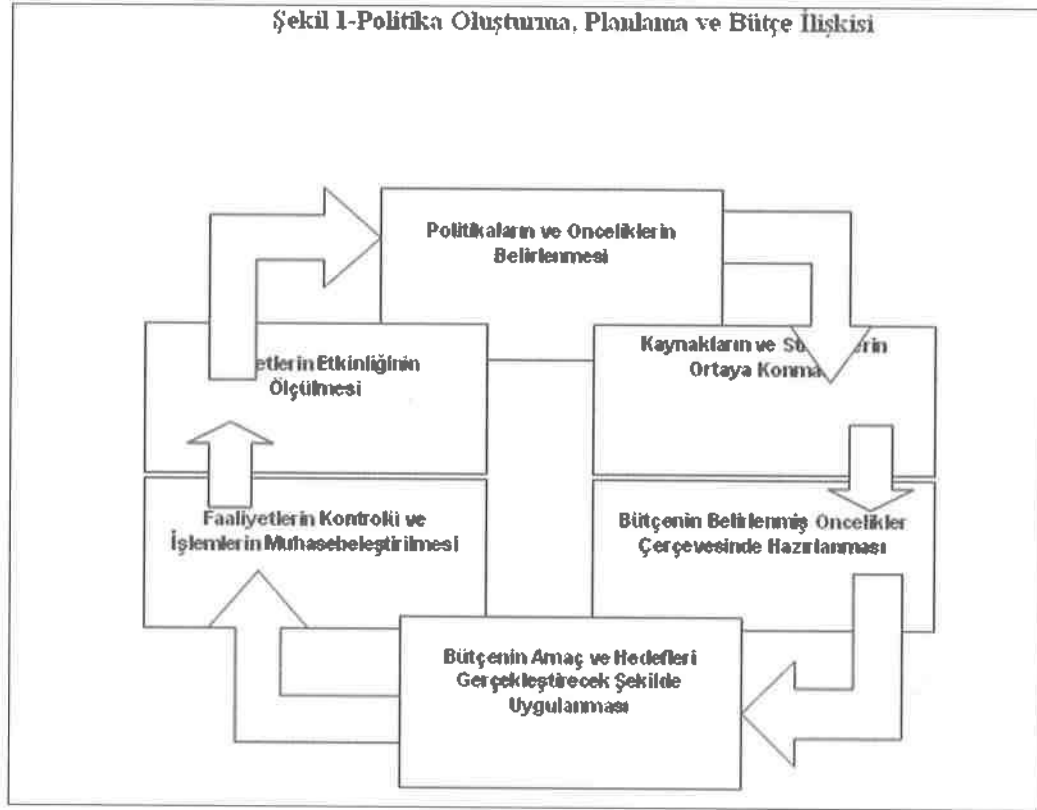 Şekil 1-Politika Oluşturma, Planlama ve Bütçe İlişkisi
Politikaların ve Onceliklerin
Belirlenmesi
Kaynakların ve
Ortaya
etlerin Etkinliğinin
Ölçülmesi
Faaliyetlerin Kontrolü ve
İşlemlerin Muhasebeleştirilmesi
Bütçenin Belirlenmiş Oncelikler
Çerçevesinde Hazırlanması
Bütçenin Amaç ve Hedefleri
Gerçekleştirecek Şekilde
Uygulanması